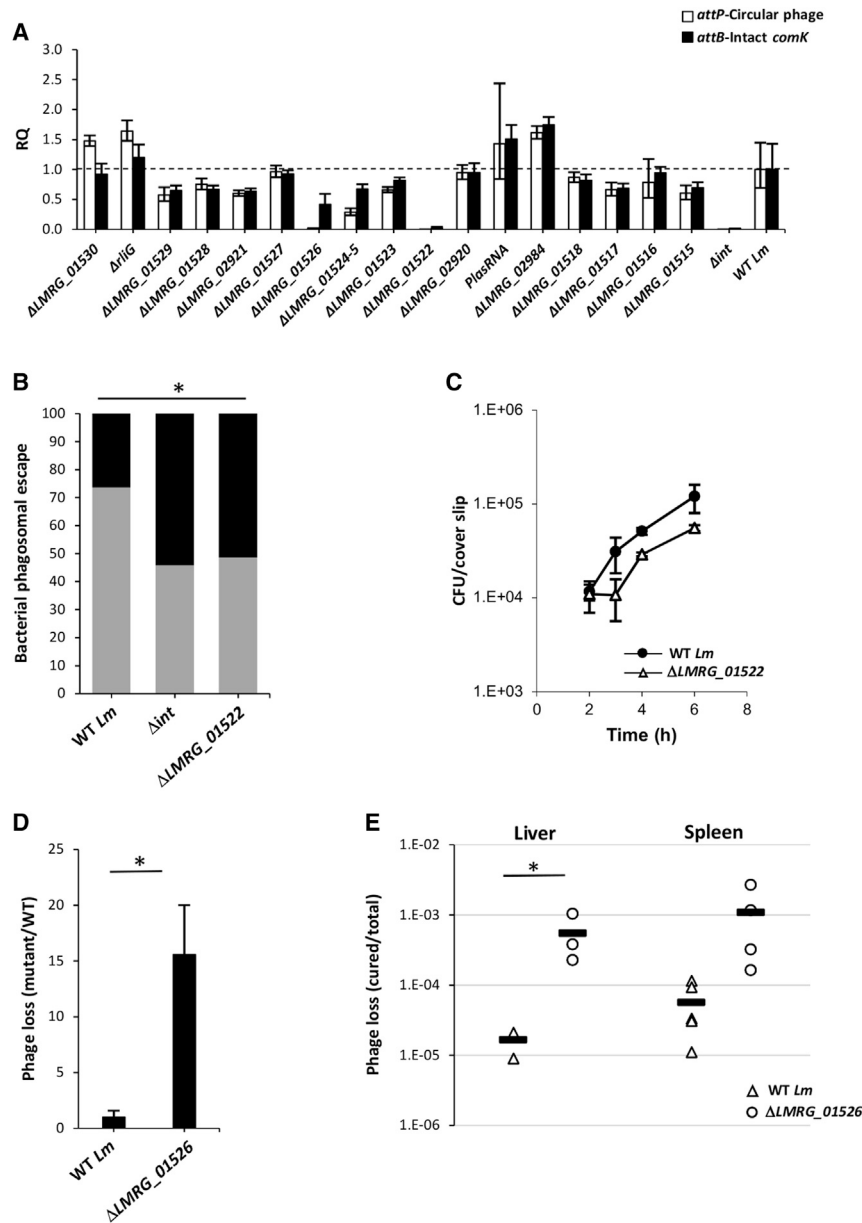 A
attP-Circular phage
attB-Intact comK
RQ
3.0
2.5
2.0
1.5
1.0
0.5
0.0
ΔLMRG_01530
ΔrliG
ΔLMRG_01529
ΔLMRG_01528
ΔLMRG_02921
ΔLMRG_01527
ΔLMRG_01526
ΔLMRG_01524-5
ΔLMRG_01523
ΔLMRG_01522
ΔLMRG_02920
PlasRNA
ΔLMRG_02984
ΔLMRG_01518
ΔLMRG_01517
ΔLMRG_01516
ΔLMRG_01515
Δint
WT Lm
B
*
Bacterial phagosomal escape
100
90
80
70
60
50
40
30
20
10
0
WT Lm
Δint
ΔLMRG_01522
C
CFU/cover slip
1.E+06
1.E+05
1.E+04
1.E+03
WT Lm
ΔLMRG_01522
0 2 4 6 8
Time (h)
D
*
Phage loss (mutant/WT)
25
20
15
10
5
0
WT Lm
ΔLMRG_01526
E
Liver Spleen
*
Phage loss (cured/total)
1.E-02
1.E-03
1.E-04
1.E-05
1.E-06
WT Lm
ΔLMRG_01526